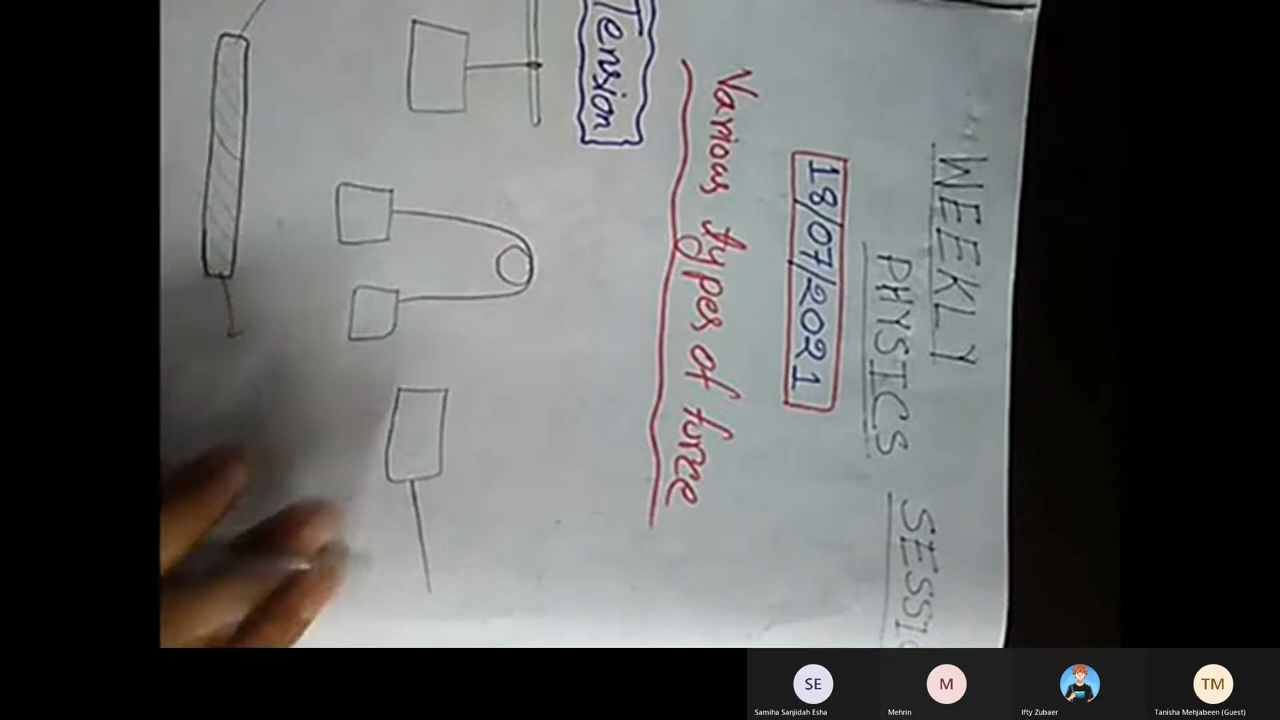 WEEKLY
PHYSICS
18/07/2021
Various types of force
Tension
SE
M
TM
Samiha Sanjidah Esha
Mehrin
Ifty Zubaer
Tanisha Mehjabeen (Guest)